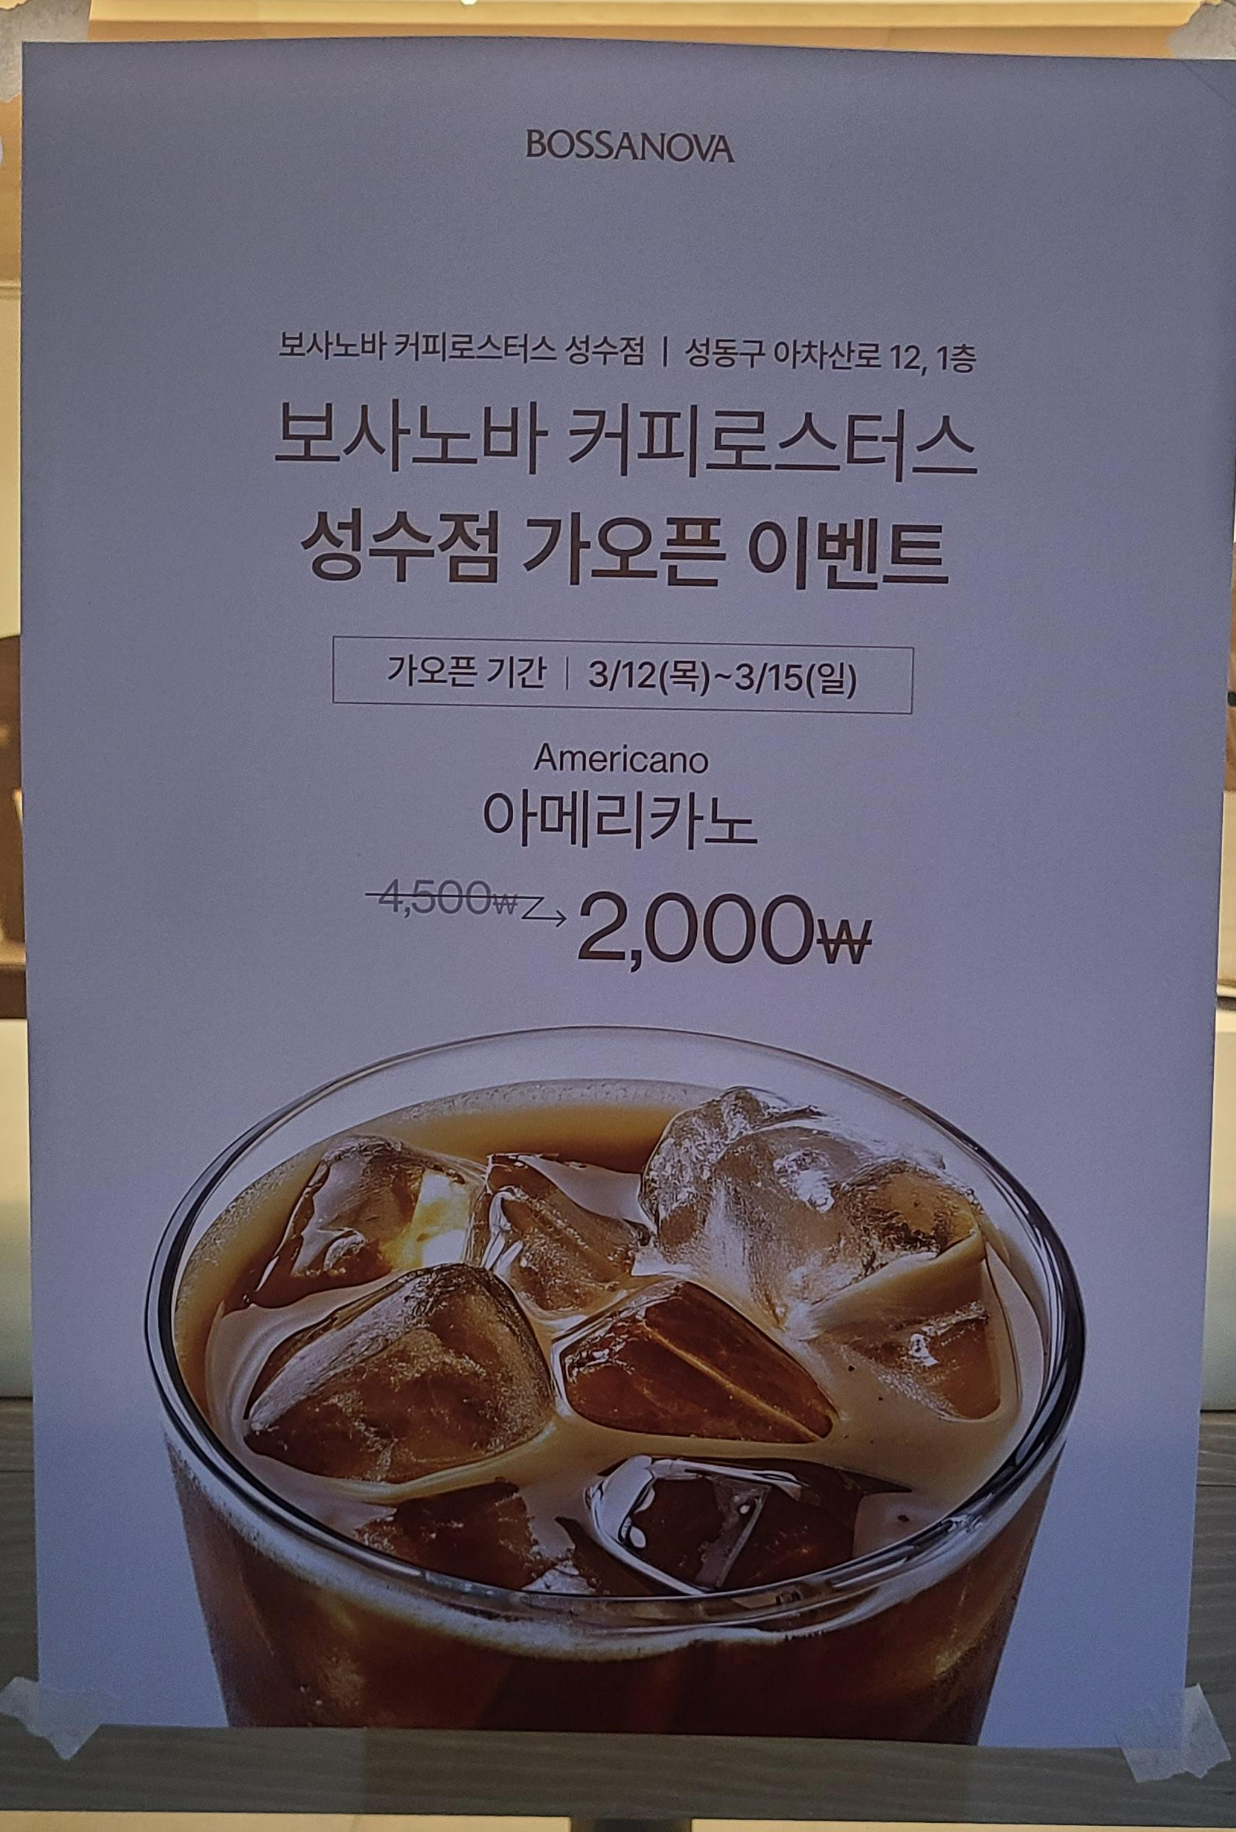 BOSSANOVA
보사노바 커피로스터스 성수점 | 성동구 아차산로 12, 1층
보사노바 커피로스터스
성수점 가오픈 이벤트
가오픈 기간 | 3/12(목)~3/15(일)
Americano
아메리카노
4,500₩ → 2,000₩